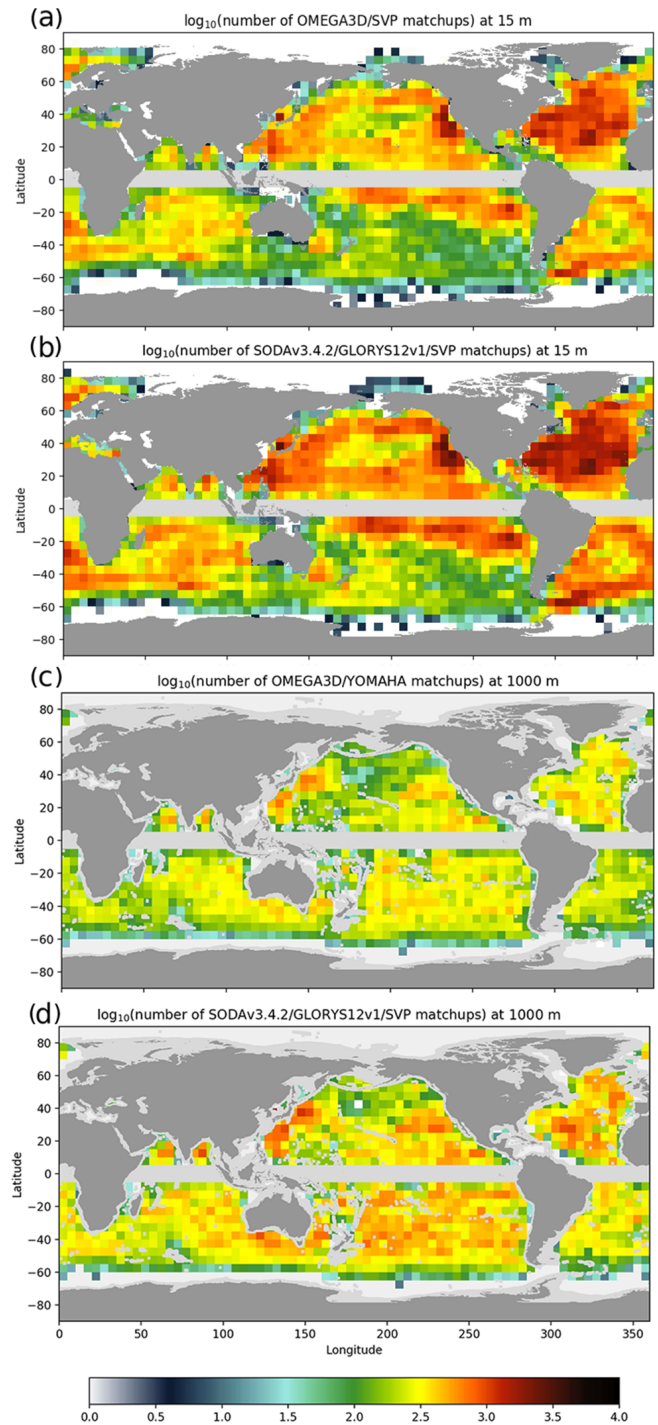 (a)
log₁₀(number of OMEGA3D/SVP matchups) at 15 m
80
60
40
20
0
−20
−40
−60
−80
Latitude
(b)
log₁₀(number of SODAv3.4.2/GLORYS12v1/SVP matchups) at 15 m
80
60
40
20
0
−20
−40
−60
−80
Latitude
(c)
log₁₀(number of OMEGA3D/YOMAHA matchups) at 1000 m
80
60
40
20
0
−20
−40
−60
−80
Latitude
(d)
log₁₀(number of SODAv3.4.2/GLORYS12v1/SVP matchups) at 1000 m
80
60
40
20
0
−20
−40
−60
−80
Latitude
0 50 100 150 200 250 300 350
Longitude
0.0 0.5 1.0 1.5 2.0 2.5 3.0 3.5 4.0